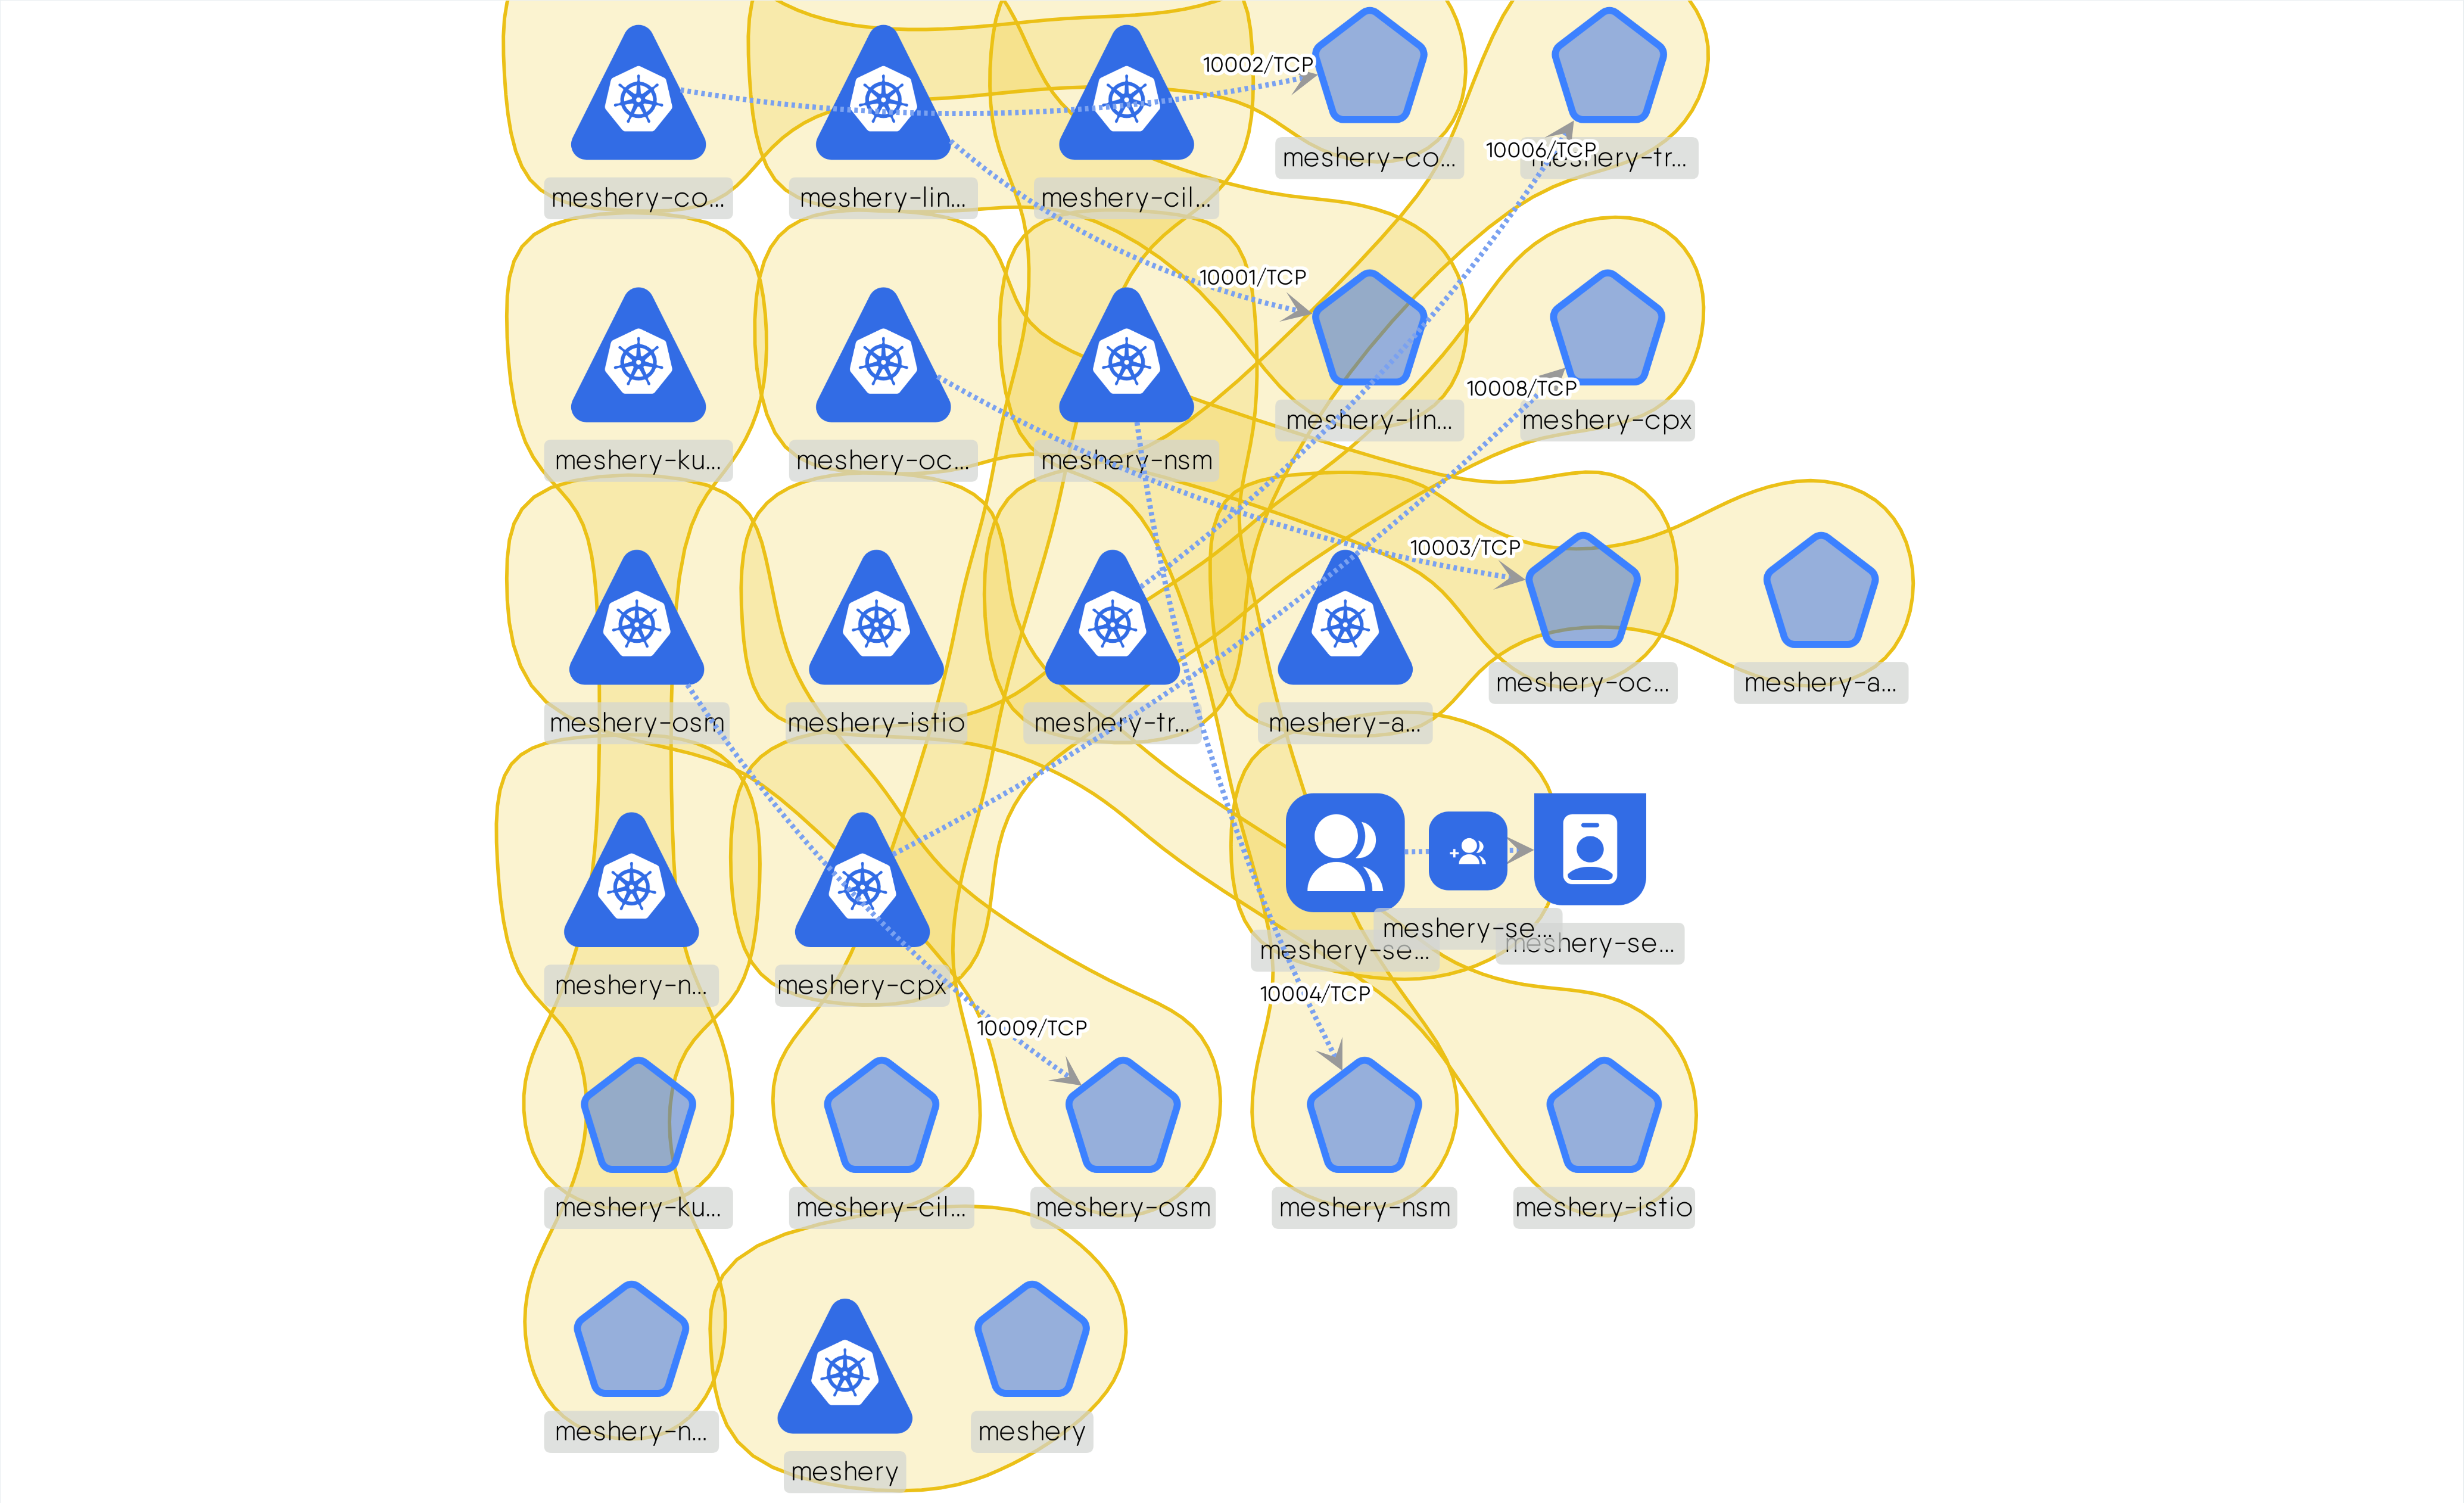 10002/TCP
meshery-co...
10006/TCP
meshery-tr...
meshery-co...
meshery-lin...
meshery-cil...
10001/TCP
10008/TCP
meshery-lin...
meshery-cpx
meshery-ku...
meshery-oc...
meshery-nsm
10003/TCP
meshery-oc...
meshery-a...
meshery-osm
meshery-istio
meshery-tr...
meshery-a...
meshery-se...
meshery-se...
meshery-se...
meshery-n...
meshery-cpx
10004/TCP
10009/TCP
meshery-ku...
meshery-cil...
meshery-osm
meshery-nsm
meshery-istio
meshery-n...
meshery
meshery